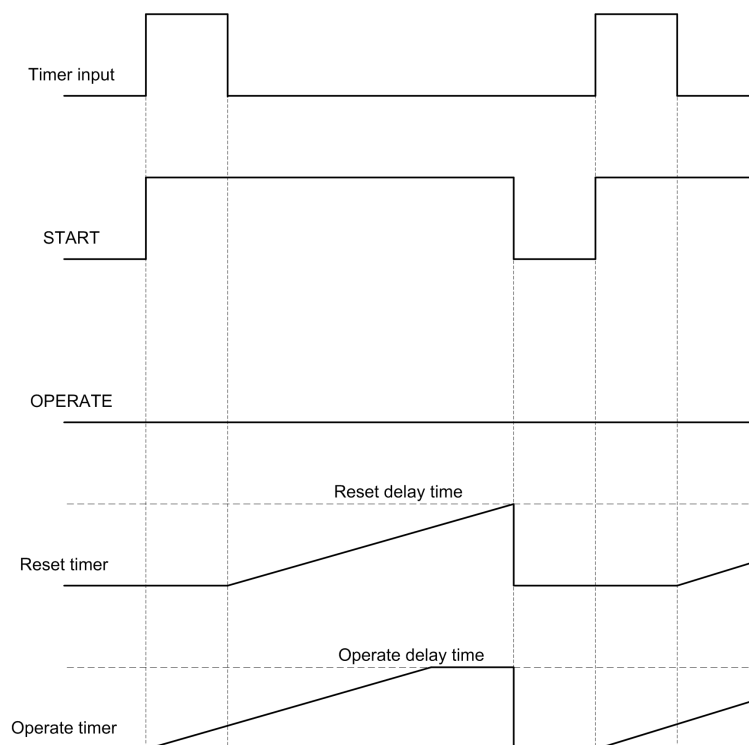 Timer input
START
OPERATE
Reset delay time
Reset timer
Operate delay time
Operate timer